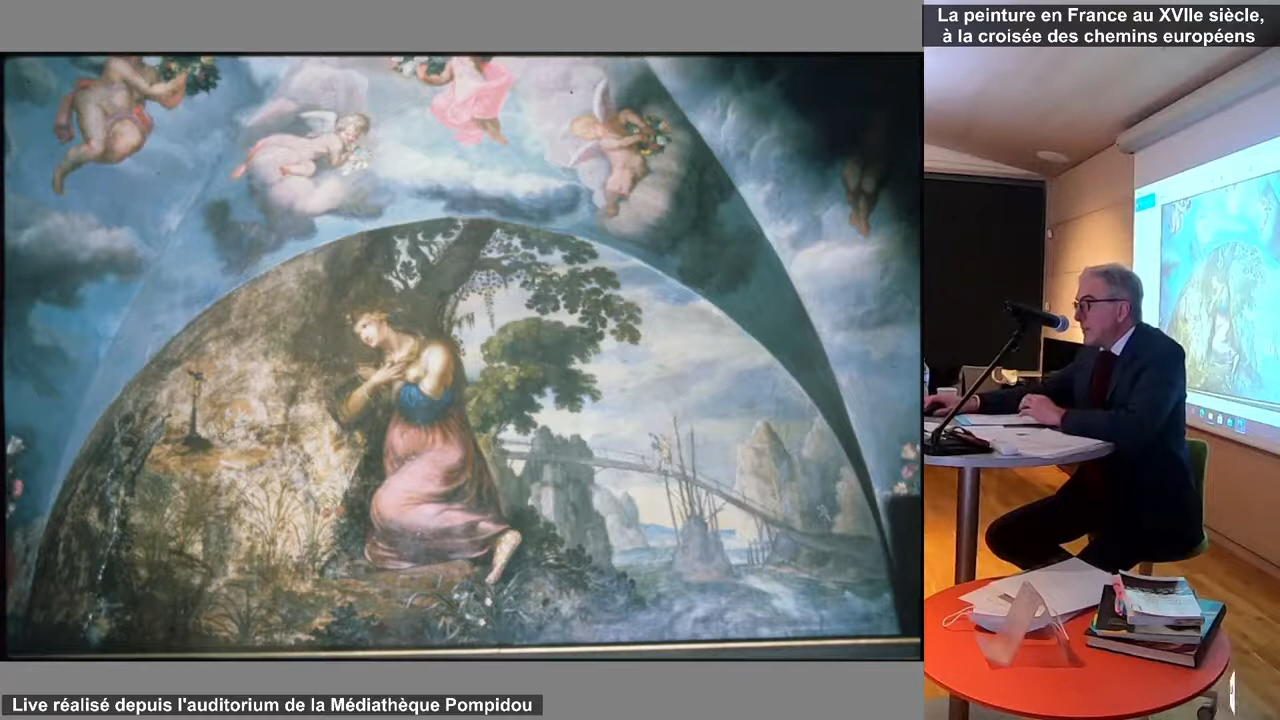 La peinture en France au XVIIe siècle,
à la croisée des chemins européens
Live réalisé depuis l'auditorium de la Médiathèque Pompidou